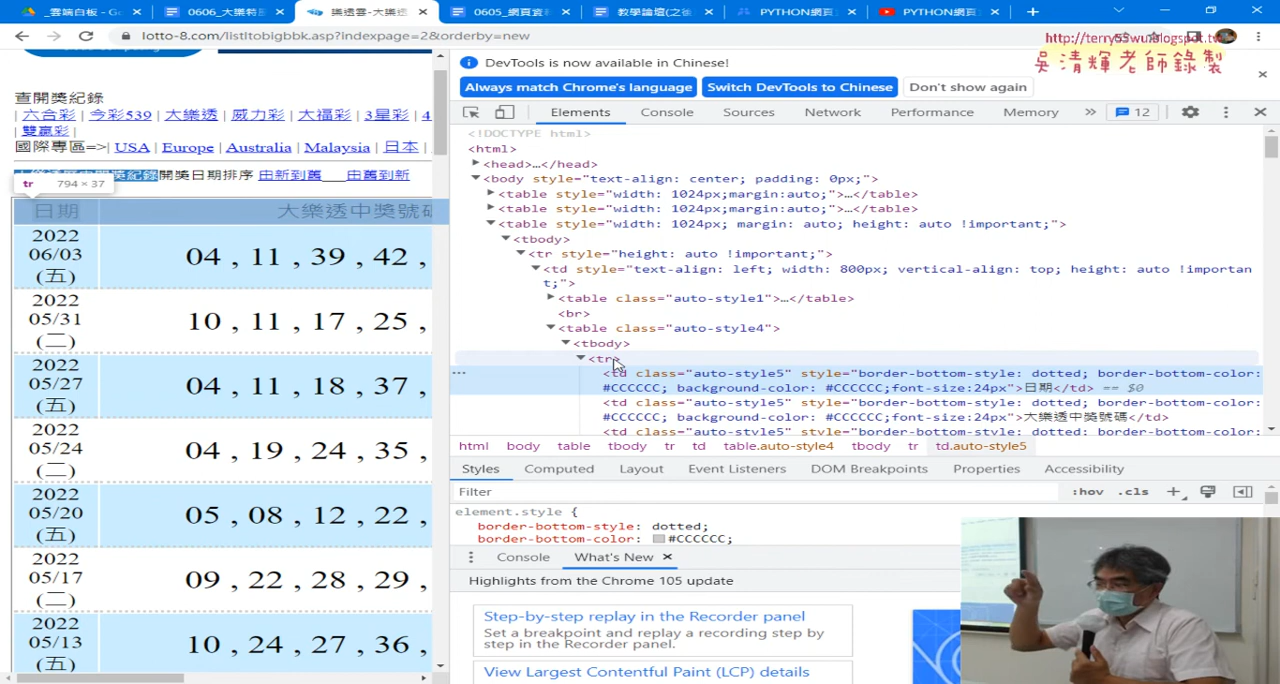 _雲端白板 - Go
0606_大樂特
樂透雲-大樂透
0605_網頁資料
教學論壇(之後
PYTHON網頁
PYTHON網頁
lotto-8.com/listltobigbbk.asp?indexpage=2&orderby=new
http://terry55wu.blogspot.tw
吳清輝老師錄製
查開獎紀錄
| 六合彩 | 今彩539 | 大樂透 | 威力彩 | 大福彩 | 3星彩 | 4
| 雙贏彩 |
國際專區=>| USA | Europe | Australia | Malaysia | 日本 |
開獎日期排序 由新到舊___由舊到新
tr 794 × 37
日期 大樂透中獎號碼
2022
06/03
(五)
04 , 11 , 39 , 42 ,
2022
05/31
(二)
10 , 11 , 17 , 25 ,
2022
05/27
(五)
04 , 11 , 18 , 37 ,
2022
05/24
(二)
04 , 19 , 24 , 35 ,
2022
05/20
(五)
05 , 08 , 12 , 22 ,
2022
05/17
(二)
09 , 22 , 28 , 29 ,
2022
05/13
(五)
10 , 24 , 27 , 36 ,
DevTools is now available in Chinese!
Always match Chrome's language Switch DevTools to Chinese Don't show again
Elements Console Sources Network Performance Memory » 12
<!DOCTYPE html>
<html>
<head>…</head>
<body style="text-align: center; padding: 0px;">
<table style="width: 1024px;margin:auto;">…</table>
<table style="width: 1024px;margin:auto;">…</table>
<table style="width: 1024px; margin: auto; height: auto !important;">
<tbody>
<tr style="height: auto !important;">
<td style="text-align: left; width: 800px; vertical-align: top; height: auto !importan
t;">
<table class="auto-style1">…</table>
<br>
<table class="auto-style4">
<tbody>
<tr>
<td class="auto-style5" style="border-bottom-style: dotted; border-bottom-color:
#CCCCCC; background-color: #CCCCCC;font-size:24px">日期</td> == $0
<td class="auto-style5" style="border-bottom-style: dotted; border-bottom-color:
#CCCCCC; background-color: #CCCCCC;font-size:24px">大樂透中獎號碼</td>
<td class="auto-style5" style="border-bottom-style: dotted; border-bottom-color:
html body table tbody tr td table.auto-style4 tbody tr td.auto-style5
Styles Computed Layout Event Listeners DOM Breakpoints Properties Accessibility
Filter :hov .cls +
element.style {
border-bottom-style: dotted;
border-bottom-color: #CCCCCC;
Console What's New ×
Highlights from the Chrome 105 update
Step-by-step replay in the Recorder panel
Set a breakpoint and replay a recording step by
step in the Recorder panel.
View Largest Contentful Paint (LCP) details